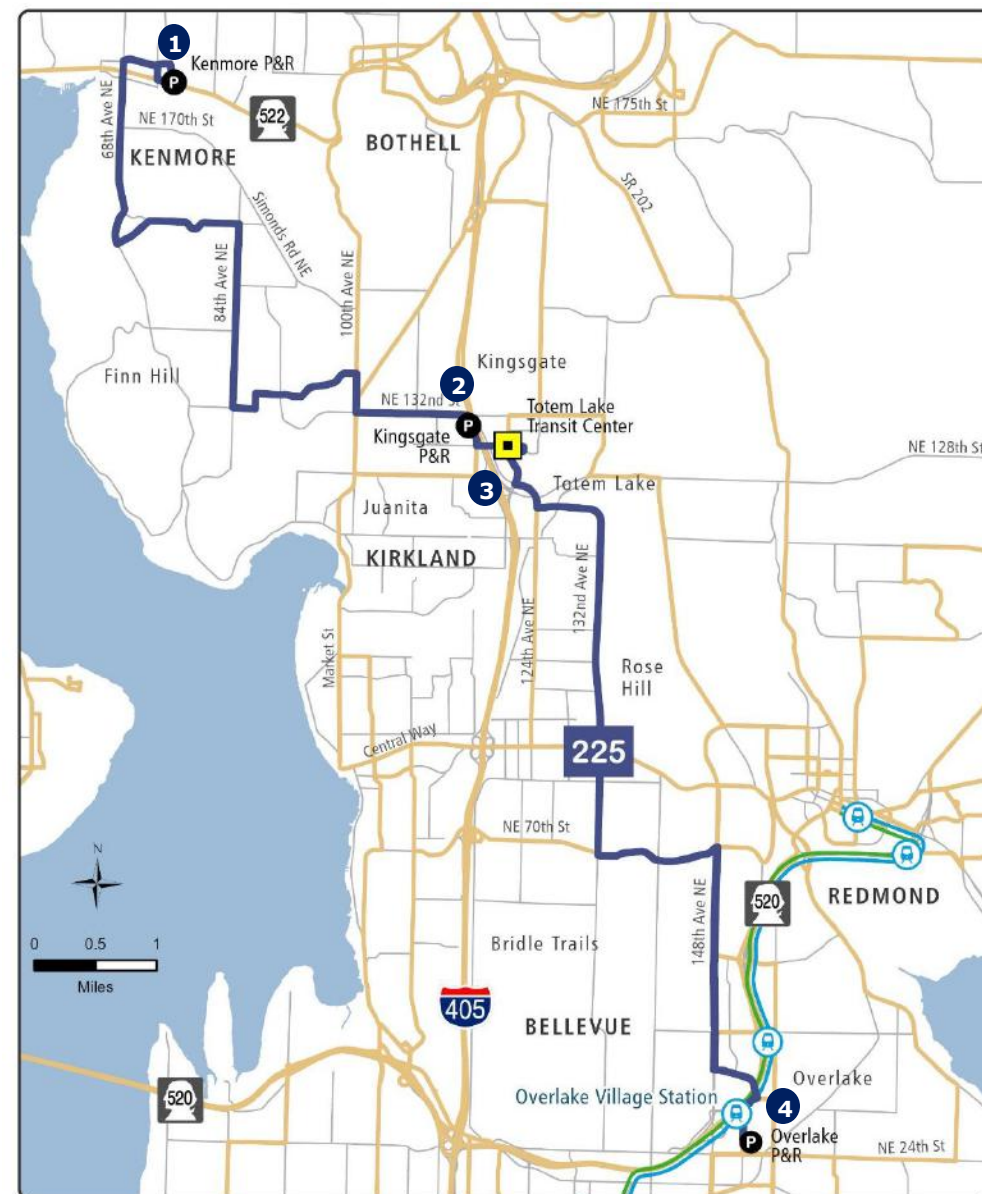 1
Kenmore P&R
P
68th Ave NE
NE 170th St
522
KENMORE
BOTHELL
NE 175th St
SR 202
Simonds Rd NE
84th Ave NE
100th Ave NE
Finn Hill
2
Kingsgate
NE 132nd St
P
Kingsgate
P&R
Totem Lake
Transit Center
NE 128th St
3
Totem Lake
Juanita
KIRKLAND
132nd Ave NE
124th Ave NE
Market St
Rose
Hill
Central Way
225
NE 70th St
N
0 0.5 1
Miles
148th Ave NE
520
REDMOND
Bridle Trails
405
BELLEVUE
520
Overlake Village Station
Overlake
4
P
Overlake
P&R
NE 24th St